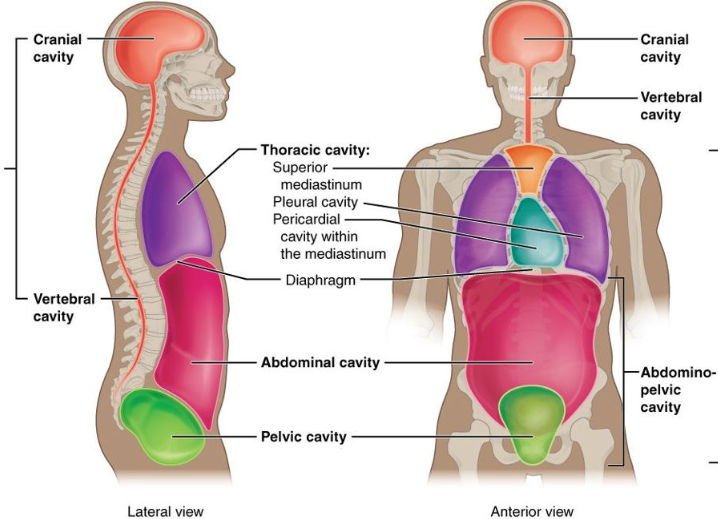 Cranial
cavity
Vertebral
cavity
Thoracic cavity:
Superior
mediastinum
Pleural cavity
Pericardial
cavity within
the mediastinum
Diaphragm
Abdominal cavity
Pelvic cavity
Cranial
cavity
Vertebral
cavity
Abdomino-
pelvic
cavity
Lateral view
Anterior view